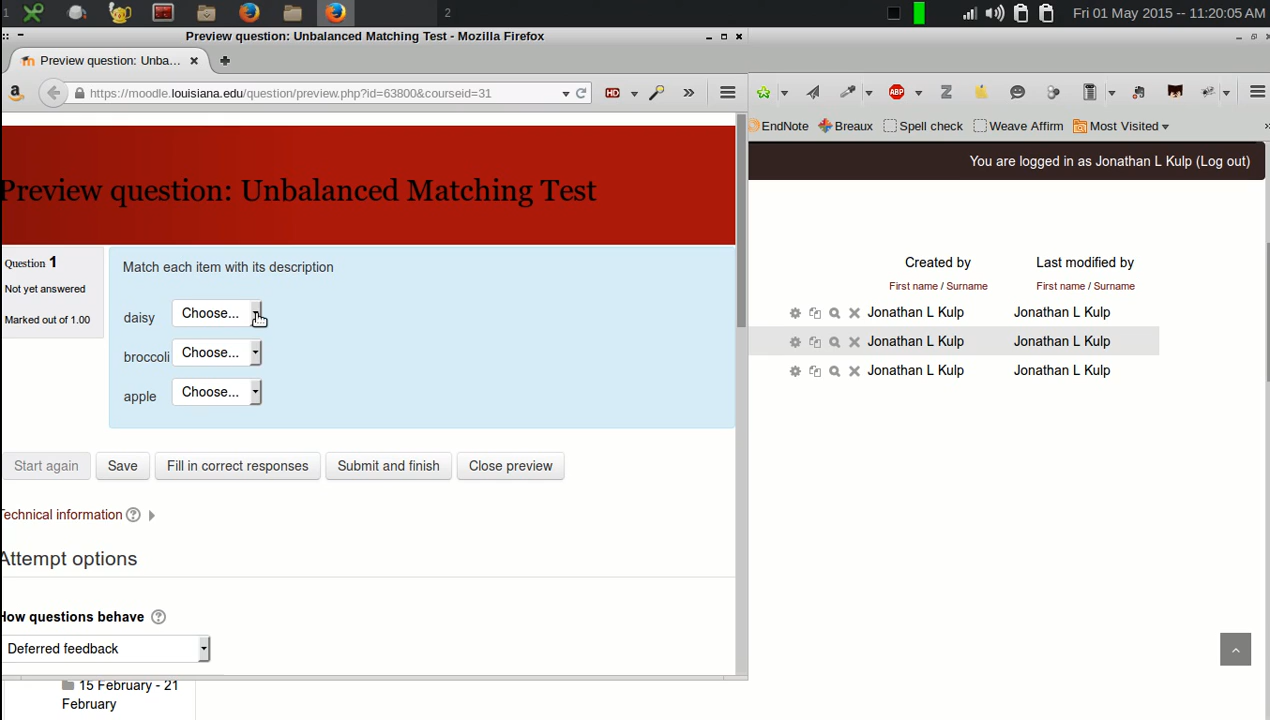 1
2
Fri 01 May 2015 -- 11:20:05 AM
Preview question: Unbalanced Matching Test - Mozilla Firefox
Preview question: Unba...
https://moodle.louisiana.edu/question/preview.php?id=63800&courseid=31
HD
ABP
EndNote
Breaux
Spell check
Weave Affirm
Most Visited
You are logged in as Jonathan L Kulp (Log out)
Preview question: Unbalanced Matching Test
Question 1
Not yet answered
Marked out of 1.00
Match each item with its description
daisy Choose...
broccoli Choose...
apple Choose...
Created by
First name / Surname
Last modified by
First name / Surname
Jonathan L Kulp Jonathan L Kulp
Jonathan L Kulp Jonathan L Kulp
Jonathan L Kulp Jonathan L Kulp
Start again Save Fill in correct responses Submit and finish Close preview
Technical information
Attempt options
How questions behave
Deferred feedback
15 February - 21
February